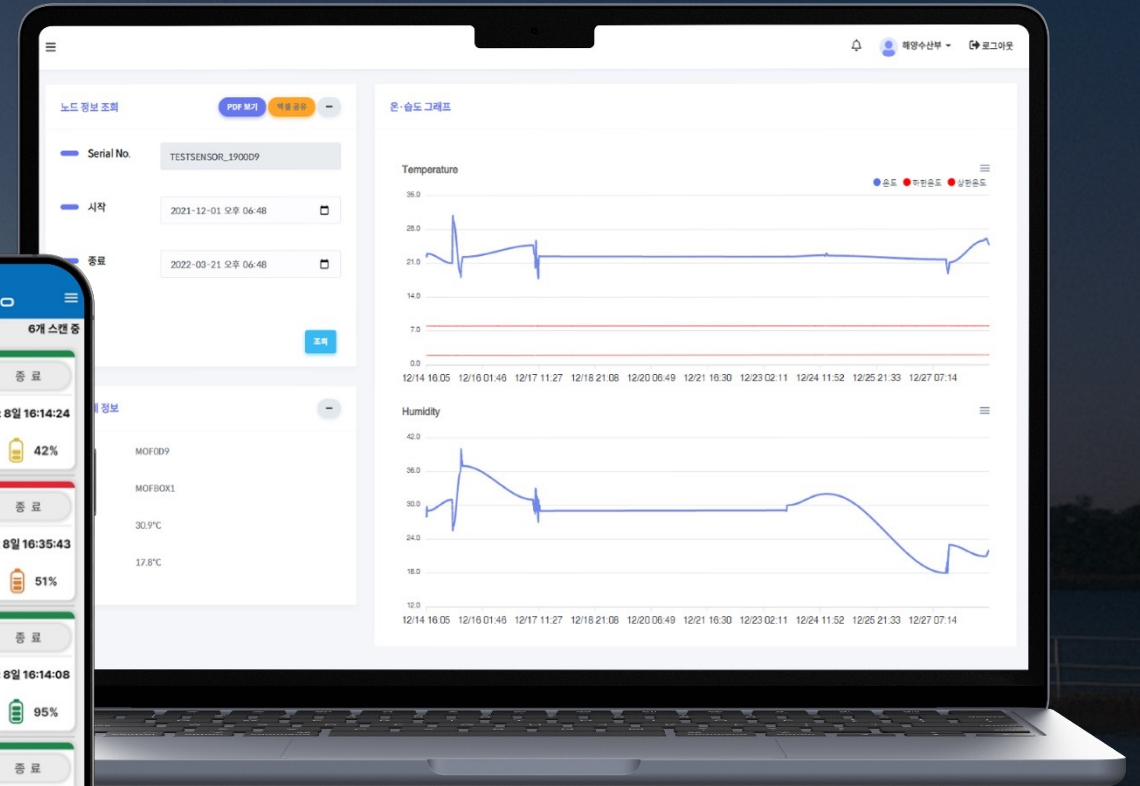 해양수산부
로그아웃
노드 정보 조회
PDF 보기
엑셀 공유
Serial No.
TESTSENSOR_1900D9
시작
2021-12-01 오후 06:48
종료
2022-03-21 오후 06:48
조회
정보
MOF0D9
MOFBOX1
30.9°C
17.8°C
온·습도 그래프
Temperature
온도 하한온도 상한온도
35.0
28.0
21.0
14.0
7.0
0.0
12/14 16:05 12/16 01:46 12/17 11:27 12/18 21:08 12/20 06:49 12/21 16:30 12/23 02:11 12/24 11:52 12/25 21:33 12/27 07:14
Humidity
42.0
36.0
30.0
24.0
18.0
12.0
12/14 16:05 12/16 01:46 12/17 11:27 12/18 21:08 12/20 06:49 12/21 16:30 12/23 02:11 12/24 11:52 12/25 21:33 12/27 07:14
6개 스캔 중
종 료
8일 16:14:24
42%
종 료
8일 16:35:43
51%
종 료
8일 16:14:08
95%
종 료